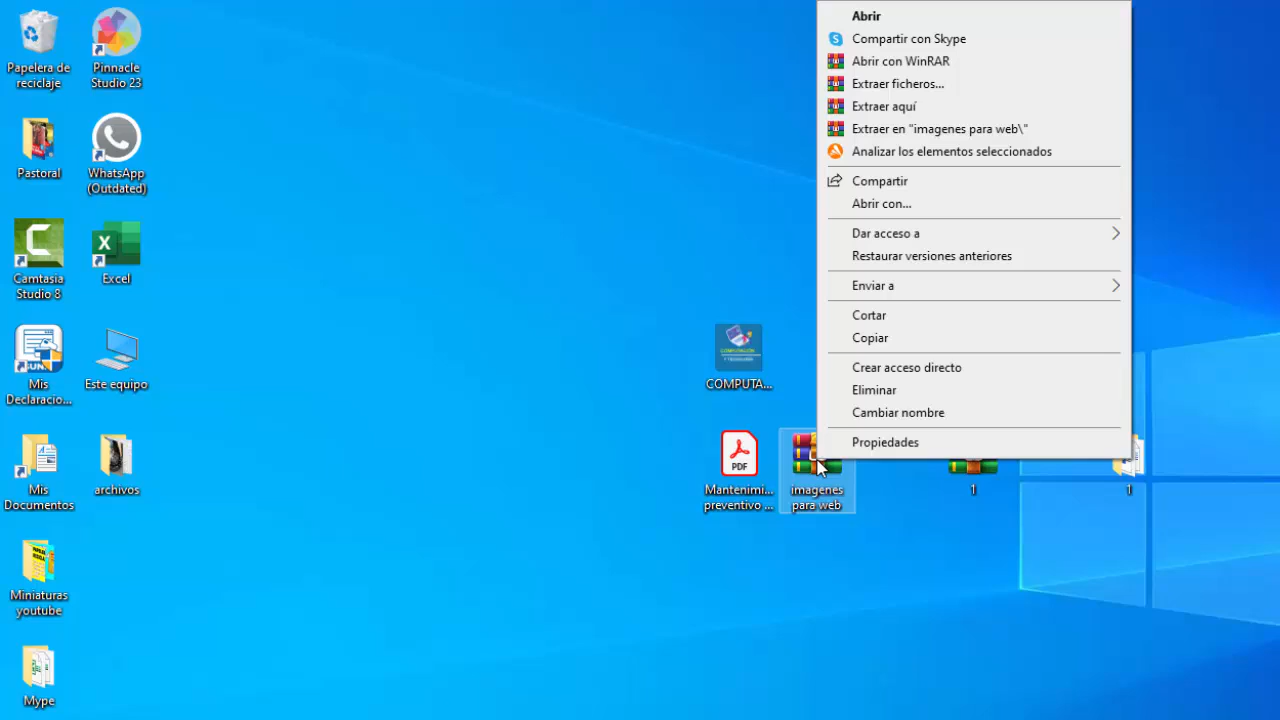 Papelera de
reciclaje
Pinnacle
Studio 23
Pastoral
WhatsApp
(Outdated)
Camtasia
Studio 8
Excel
Mis
Declaracio...
Este equipo
Mis
Documentos
archivos
Miniaturas
youtube
Mype
COMPUTA...
PDF
Mantenimi...
preventivo ...
imagenes
para web
1
1
Abrir
Compartir con Skype
Abrir con WinRAR
Extraer ficheros...
Extraer aquí
Extraer en "imagenes para web\"
Analizar los elementos seleccionados
Compartir
Abrir con...
Dar acceso a
Restaurar versiones anteriores
Enviar a
Cortar
Copiar
Crear acceso directo
Eliminar
Cambiar nombre
Propiedades